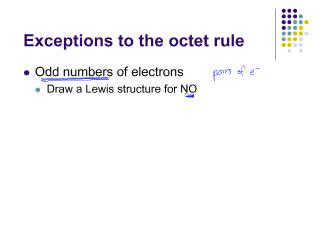 Exceptions to the octet rule
Odd numbers of electrons pairs of e⁻
Draw a Lewis structure for NO